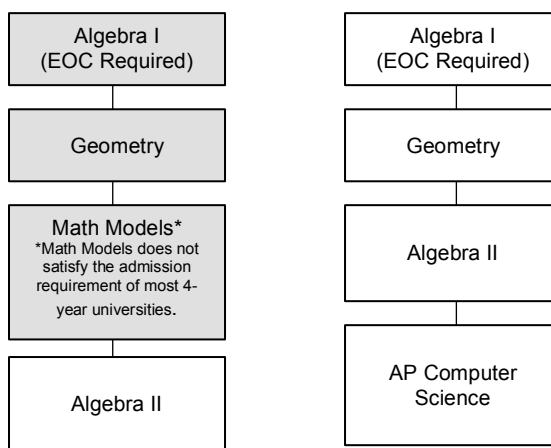 Algebra I
(EOC Required)
Geometry
Math Models*
*Math Models does not
satisfy the admission
requirement of most 4-
year universities.
Algebra II
Algebra I
(EOC Required)
Geometry
Algebra II
AP Computer
Science